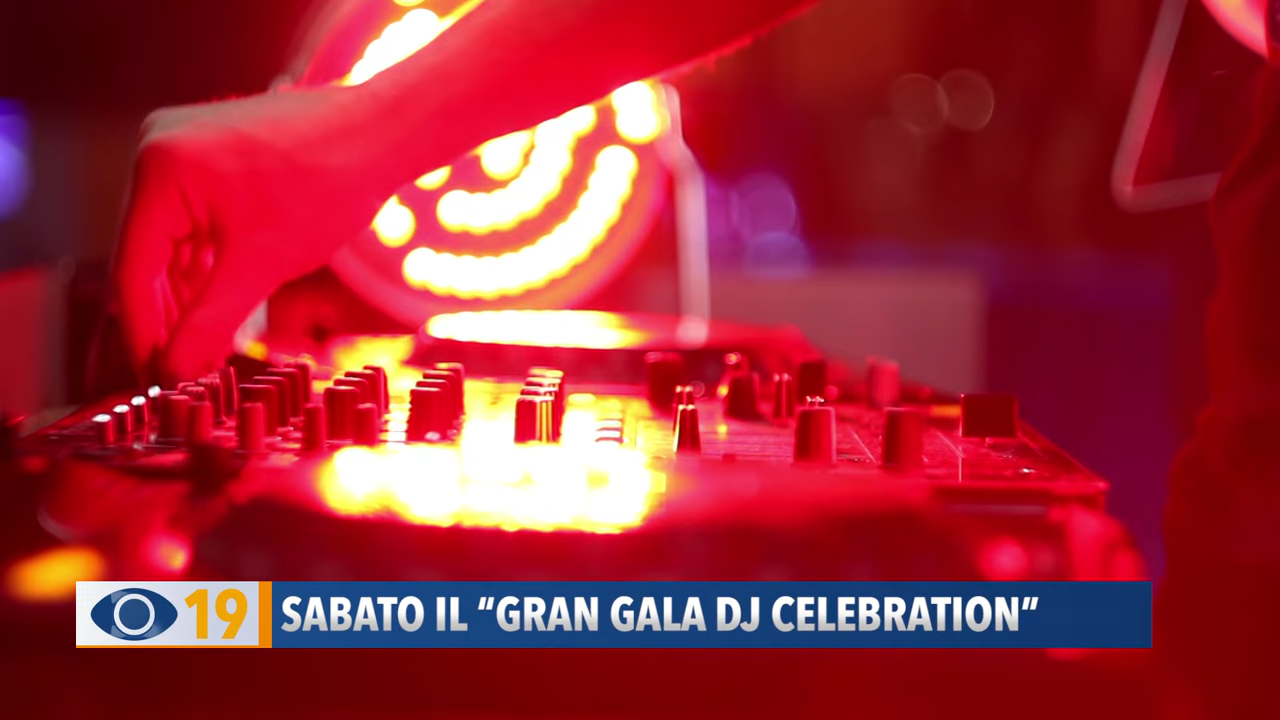 19
SABATO IL “GRAN GALA DJ CELEBRATION”